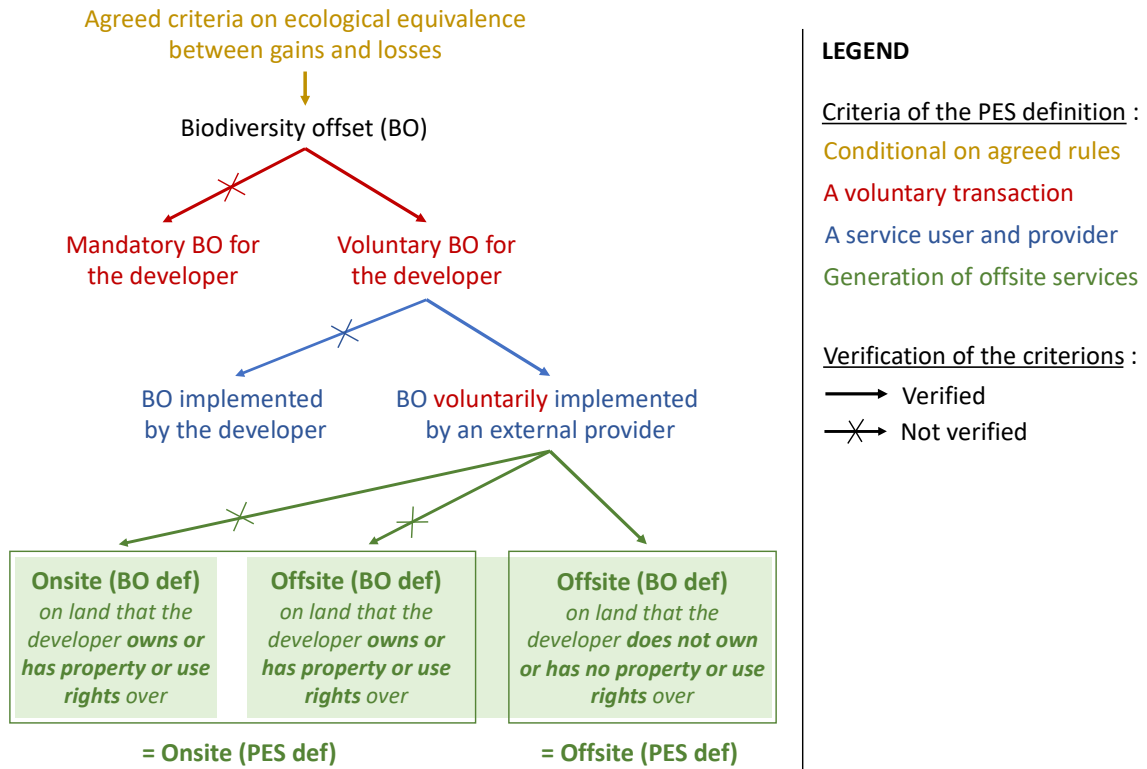 Agreed criteria on ecological equivalence
between gains and losses
Biodiversity offset (BO)
Mandatory BO for
the developer
Voluntary BO for
the developer
BO implemented
by the developer
BO voluntarily implemented
by an external provider
Onsite (BO def)
on land that the
developer owns or
has property or use
rights over
Offsite (BO def)
on land that the
developer owns or
has property or use
rights over
Offsite (BO def)
on land that the
developer does not own
or has no property or use
rights over
= Onsite (PES def)
= Offsite (PES def)
LEGEND
Criteria of the PES definition :
Conditional on agreed rules
A voluntary transaction
A service user and provider
Generation of offsite services
Verification of the criterions :
Verified
Not verified